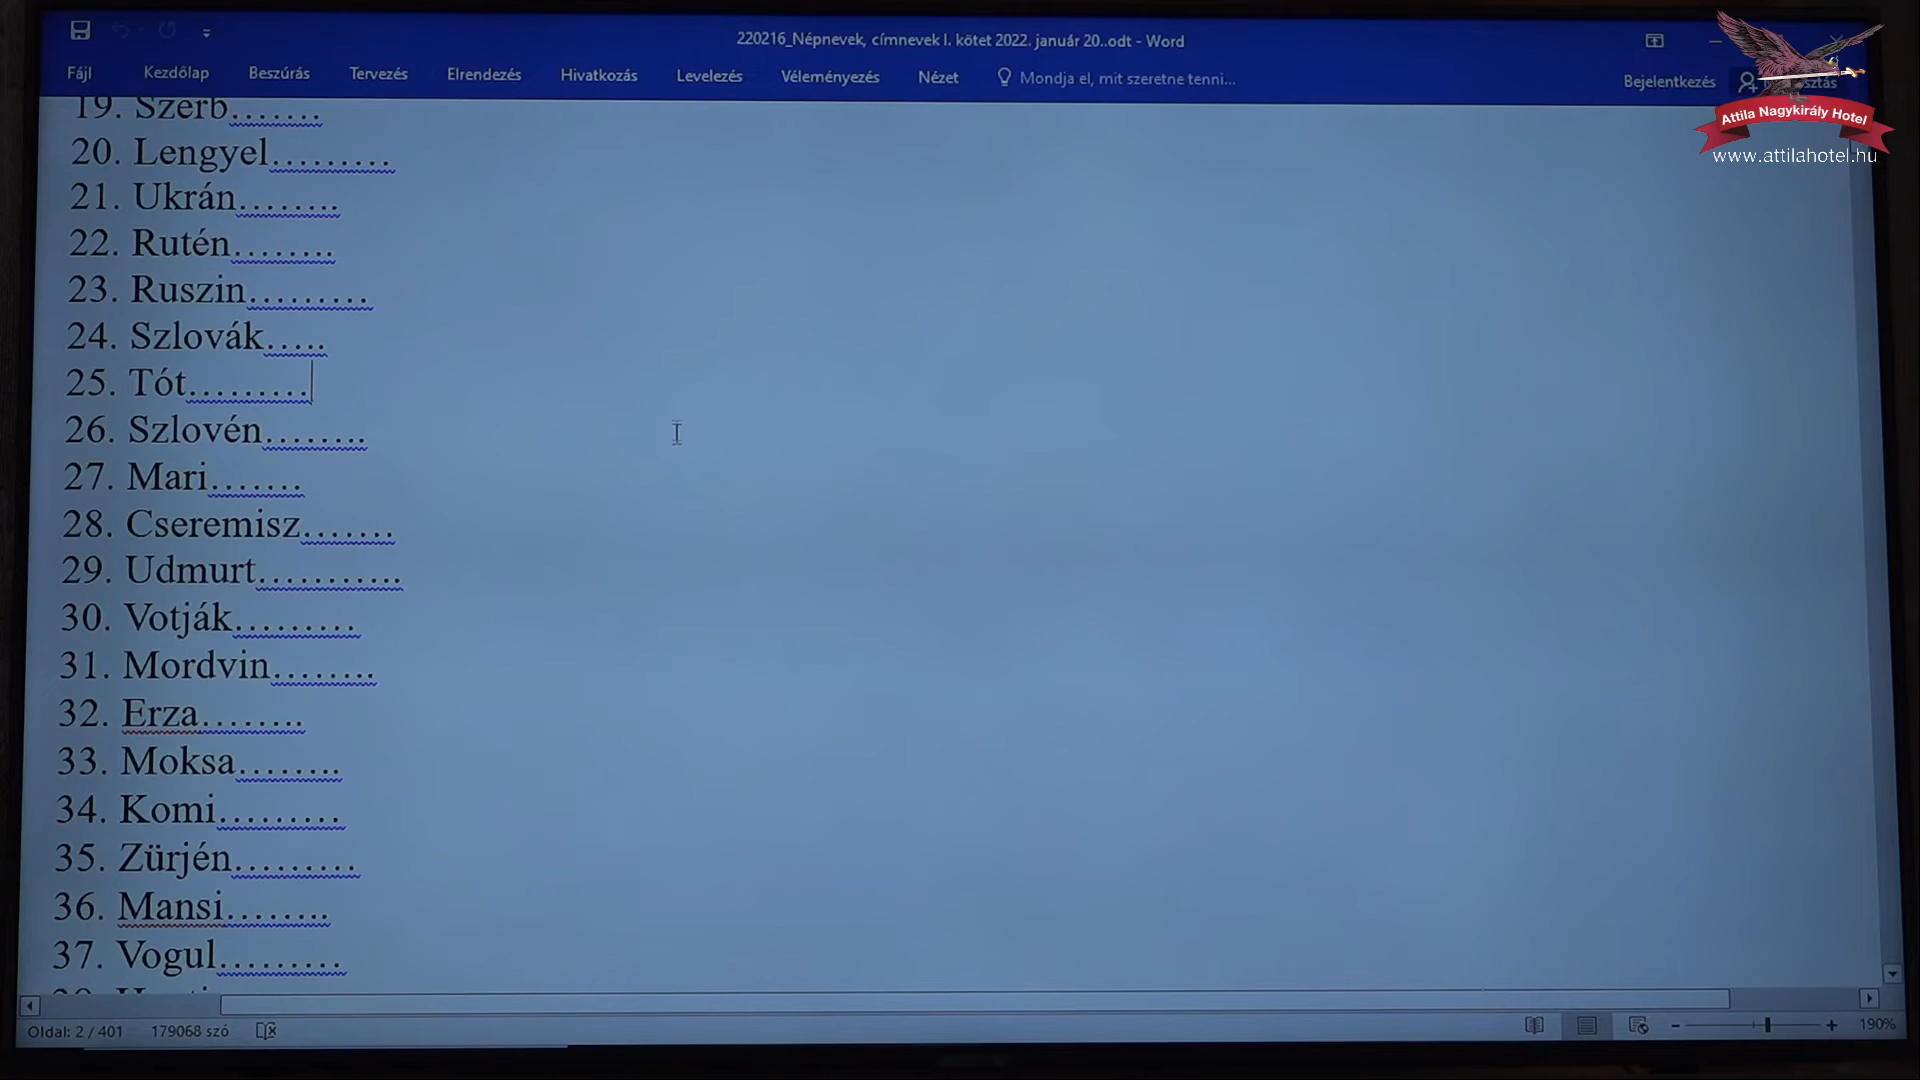 220216_Népnevek, címnevek I. kötet 2022. január 20..odt - Word
Fájl Kezdőlap Beszúrás Tervezés Elrendezés Hivatkozás Levelezés Véleményezés Nézet Mondja el, mit szeretne tenni... Bejelentkezés
Attila Nagykirály Hotel
www.attilahotel.hu
19. Szerb…….
20. Lengyel………
21. Ukrán……..
22. Rutén……..
23. Ruszin………
24. Szlovák…..
25. Tót………
26. Szlovén……..
27. Mari…….
28. Cseremisz…….
29. Udmurt………..
30. Votják………
31. Mordvin……..
32. Erza……..
33. Moksa……..
34. Komi………
35. Zürjén………
36. Mansi……..
37. Vogul………
Oldal: 2 / 401 179068 szó 190%